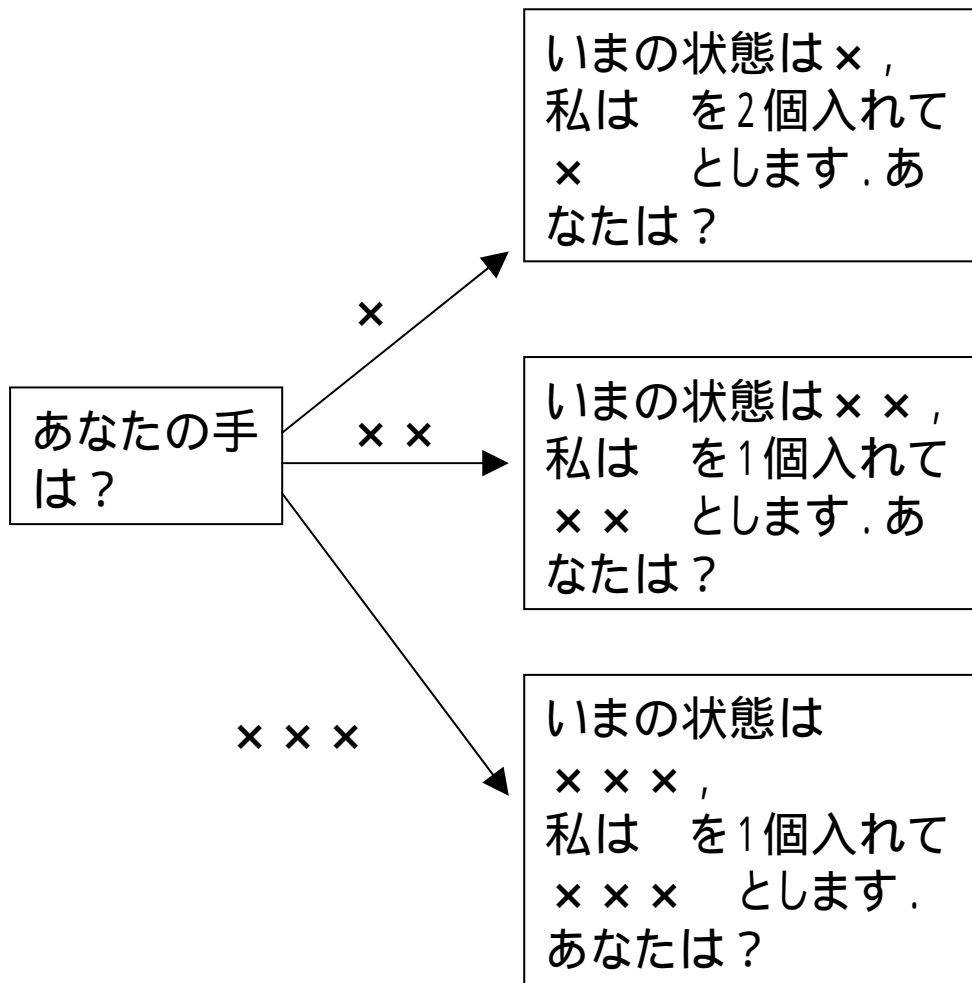 あなたの手
は？
×
××
×××
いまの状態は×，
私は　を2個入れて
×　　とします．あ
なたは？
いまの状態は××，
私は　を1個入れて
××　とします．あ
なたは？
いまの状態は
×××，
私は　を1個入れて
×××　とします．
あなたは？